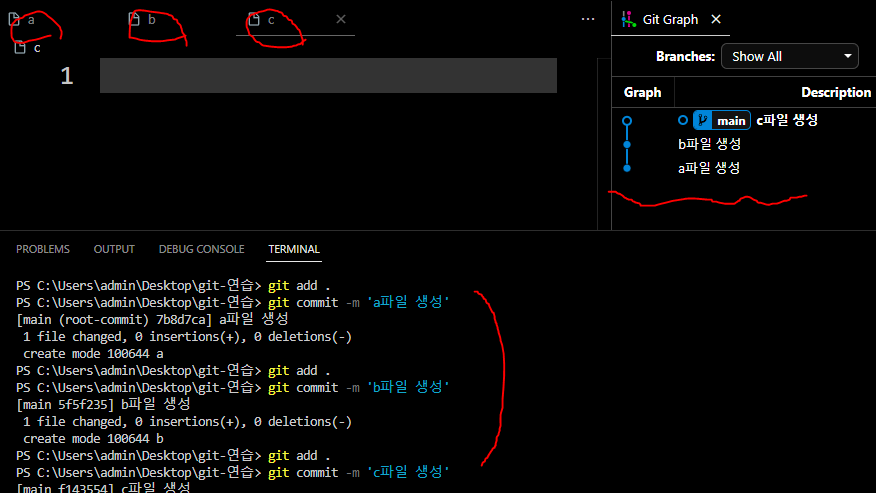 a b c
c
1
Git Graph
Branches: Show All
Graph Description
main c파일 생성
b파일 생성
a파일 생성
PROBLEMS OUTPUT DEBUG CONSOLE TERMINAL
PS C:\Users\admin\Desktop\git-연습> git add .
PS C:\Users\admin\Desktop\git-연습> git commit -m 'a파일 생성'
[main (root-commit) 7b8d7ca] a파일 생성
1 file changed, 0 insertions(+), 0 deletions(-)
create mode 100644 a
PS C:\Users\admin\Desktop\git-연습> git add .
PS C:\Users\admin\Desktop\git-연습> git commit -m 'b파일 생성'
[main 5f5f235] b파일 생성
1 file changed, 0 insertions(+), 0 deletions(-)
create mode 100644 b
PS C:\Users\admin\Desktop\git-연습> git add .
PS C:\Users\admin\Desktop\git-연습> git commit -m 'c파일 생성'
[main f143554] c파일 생성